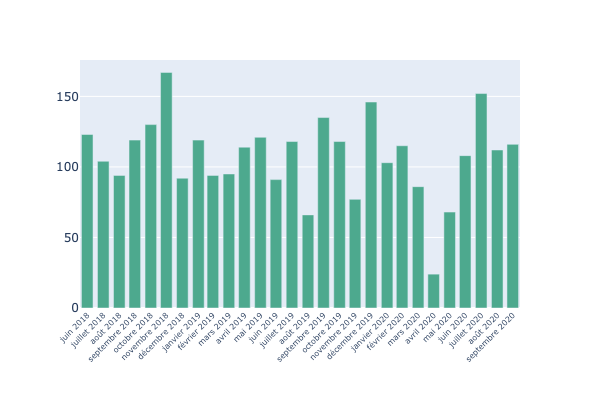 150
100
50
0
juin 2018
juillet 2018
août 2018
septembre 2018
octobre 2018
novembre 2018
décembre 2018
janvier 2019
février 2019
mars 2019
avril 2019
mai 2019
juin 2019
juillet 2019
août 2019
septembre 2019
octobre 2019
novembre 2019
décembre 2019
janvier 2020
février 2020
mars 2020
avril 2020
mai 2020
juin 2020
juillet 2020
août 2020
septembre 2020